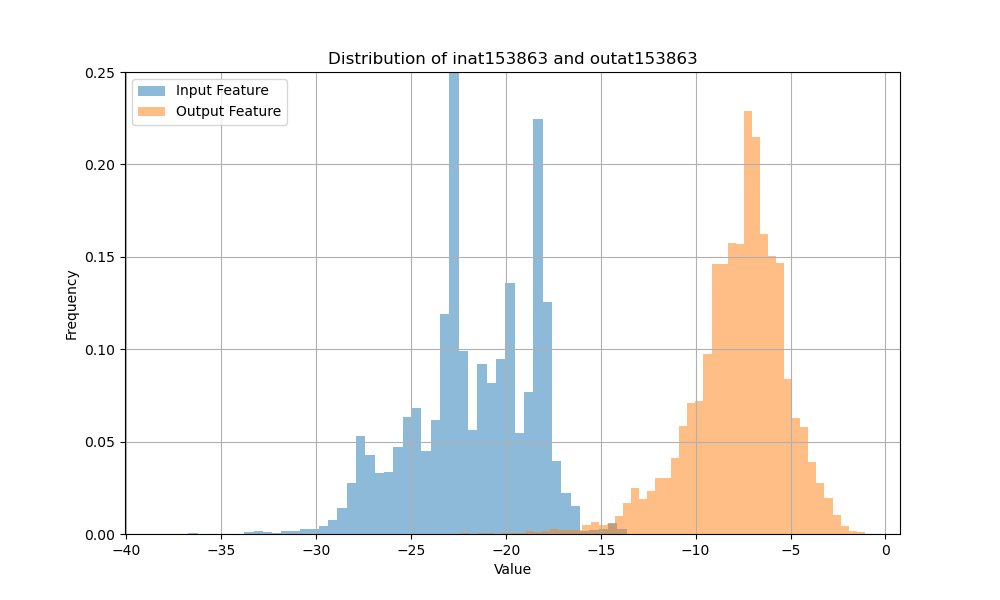 Distribution of inat153863 and outat153863
Input Feature
Output Feature
Frequency
0.25
0.20
0.15
0.10
0.05
0.00
−40 −35 −30 −25 −20 −15 −10 −5 0
Value